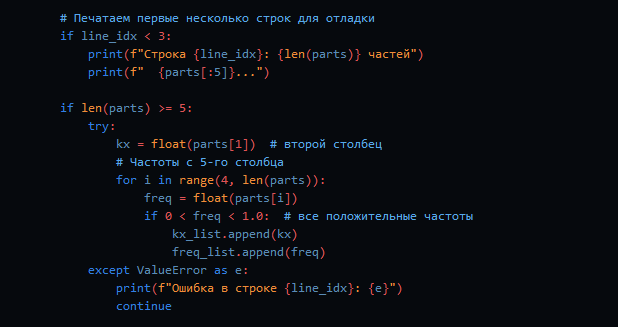 # Печатаем первые несколько строк для отладки
if line_idx < 3:
print(f"Строка {line_idx}: {len(parts)} частей")
print(f"  {parts[:5]}...")
if len(parts) >= 5:
try:
kx = float(parts[1])  # второй столбец
# Частоты с 5-го столбца
for i in range(4, len(parts)):
freq = float(parts[i])
if 0 < freq < 1.0:  # все положительные частоты
kx_list.append(kx)
freq_list.append(freq)
except ValueError as e:
print(f"Ошибка в строке {line_idx}: {e}")
continue